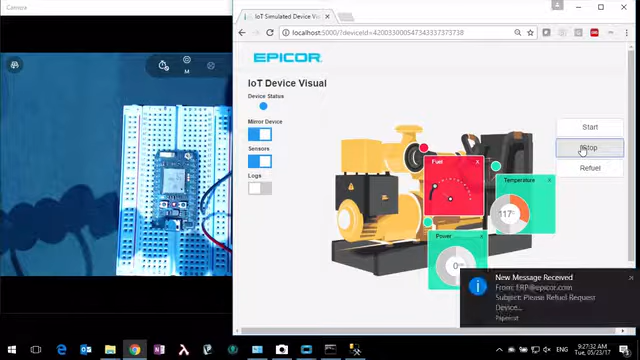 Camera
IoT Simulated Device Vis
localhost:5000/?deviceId=420033000547343337373738
EPICOR
IoT Device Visual
Device Status
Mirror Device
Sensors
Logs
Start
Stop
Refuel
Fuel X
Temperature X
117°
Power X
0
M
New Message Received
From: ERP@epicor.com
Subject: Please Refuel Request
Device...
Papercut
ENG
9:27:32 AM
Tue, 05/23/17